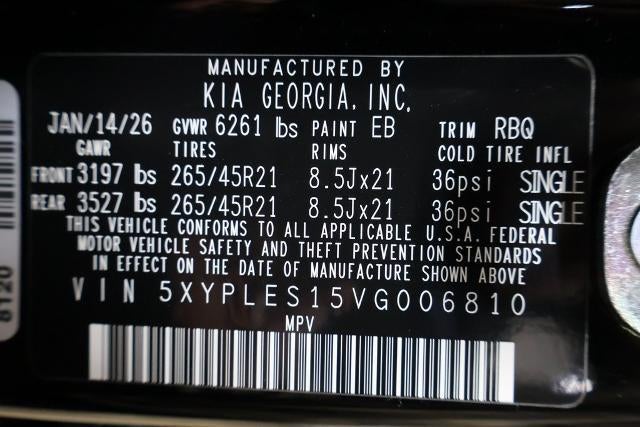 MANUFACTURED BY
KIA GEORGIA, INC.
JAN/14/26 GVWR 6261 lbs PAINT EB TRIM RBQ
GAWR TIRES RIMS COLD TIRE INFL
FRONT 3197 lbs 265/45R21 8.5Jx21 36psi SINGLE
REAR 3527 lbs 265/45R21 8.5Jx21 36psi SINGLE
THIS VEHICLE CONFORMS TO ALL APPLICABLE U.S.A. FEDERAL
MOTOR VEHICLE SAFETY AND THEFT PREVENTION STANDARDS
IN EFFECT ON THE DATE OF MANUFACTURE SHOWN ABOVE
VIN 5XYPLES15VG006810
MPV
8120